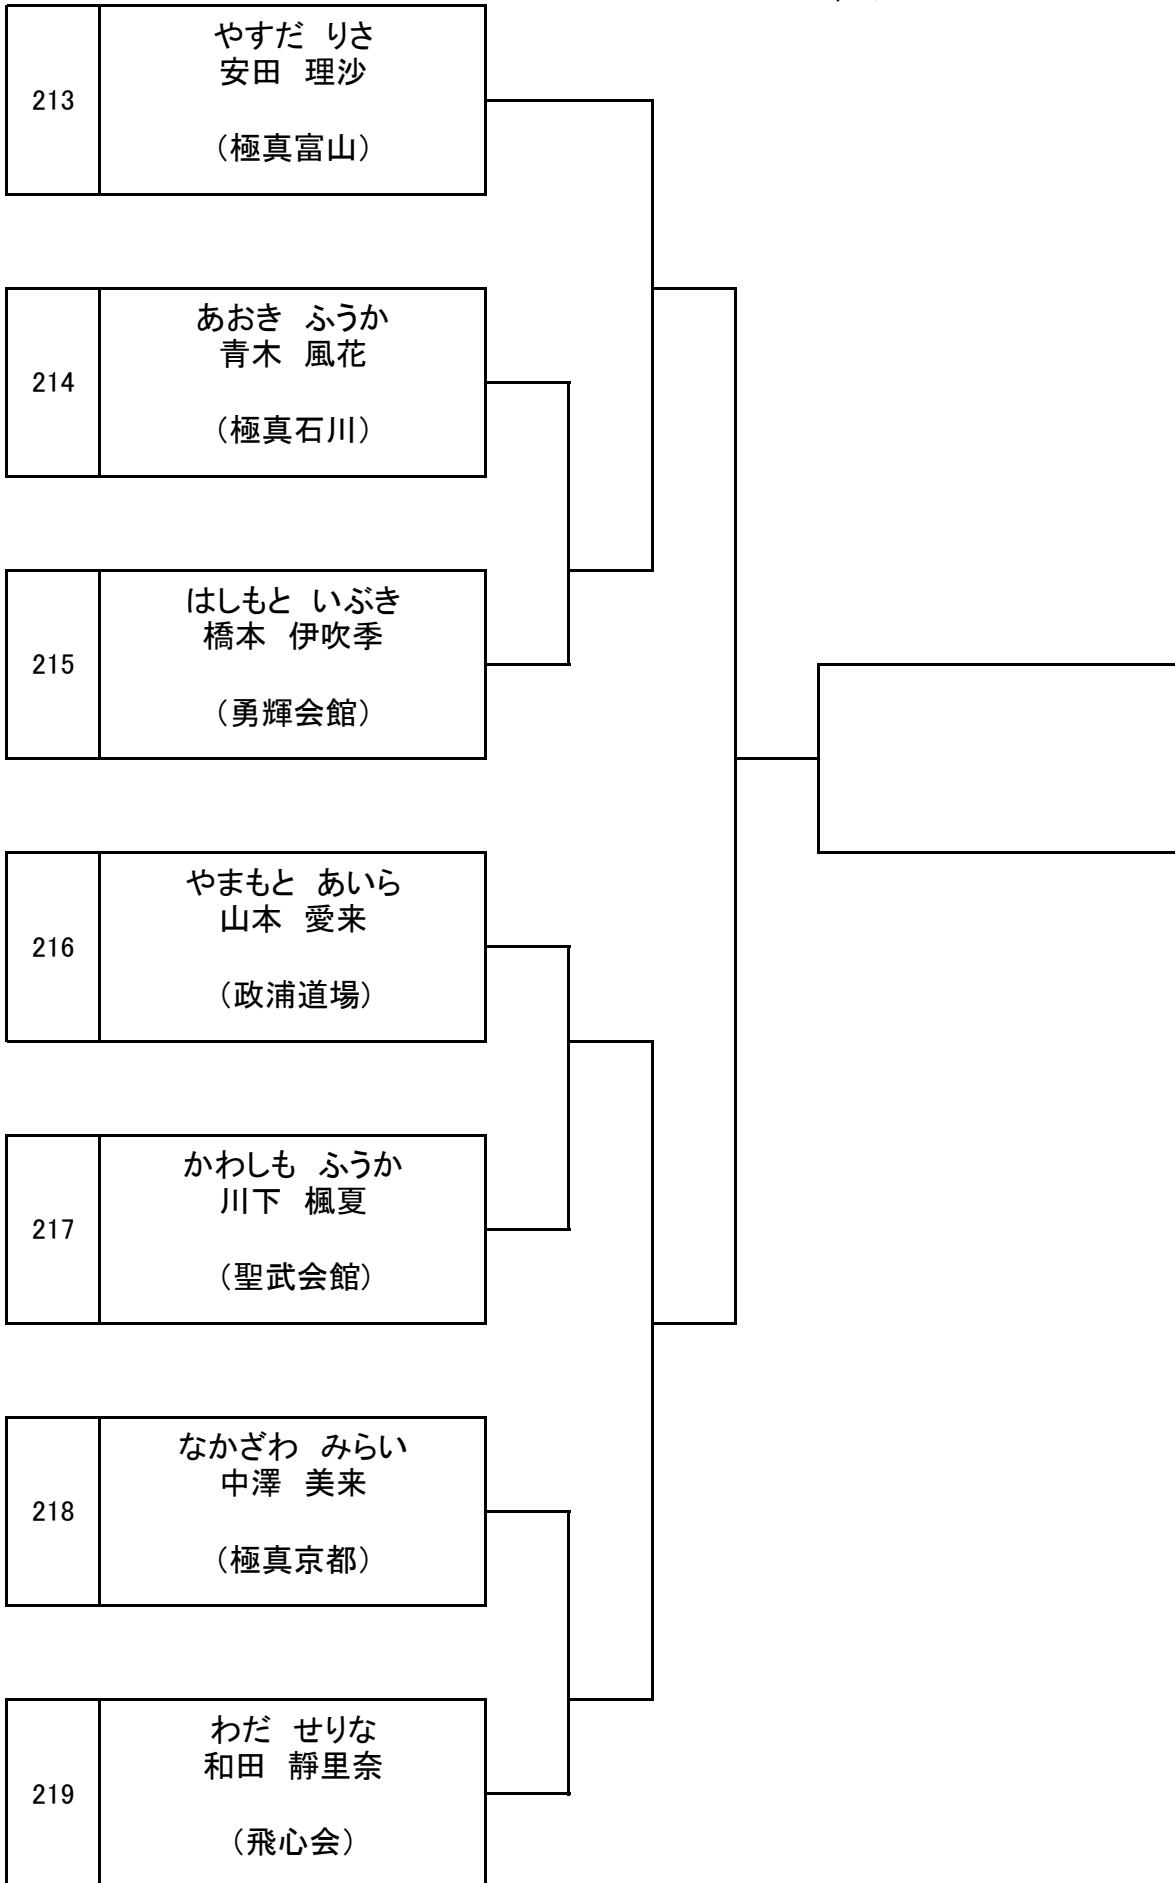 213
やすだ りさ
安田 理沙
（極真富山）
214
あおき ふうか
青木 風花
（極真石川）
215
はしもと いぶき
橋本 伊吹季
（勇輝会館）
216
やまもと あいら
山本 愛来
（政浦道場）
217
かわしも ふうか
川下 楓夏
（聖武会館）
218
なかざわ みらい
中澤 美来
（極真京都）
219
わだ せりな
和田 靜里奈
（飛心会）